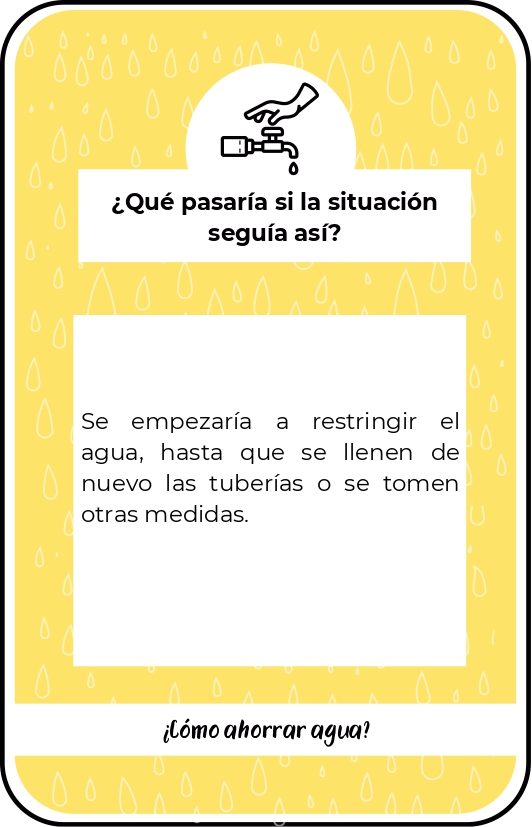 ¿Qué pasaría si la situación
seguía así?
Se empezaría a restringir el
agua, hasta que se llenen de
nuevo las tuberías o se tomen
otras medidas.
¿Cómo ahorrar agua?